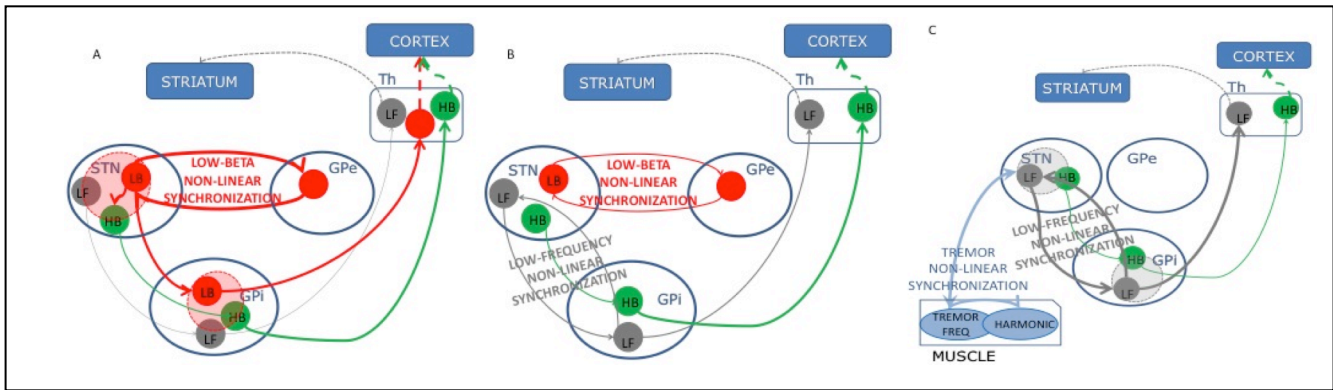 A
CORTEX
STRIATUM
Th
LF
HB
STN
LB
LF
HB
LOW-BETA
NON-LINEAR
SYNCHRONIZATION
GPe
LB
GPi
HB
LF
B
CORTEX
STRIATUM
Th
LF
HB
STN
LB
LF
HB
LOW-BETA
NON-LINEAR
SYNCHRONIZATION
GPe
LOW-FREQUENCY
NON-LINEAR
SYNCHRONIZATION
HB
GPi
LF
C
CORTEX
STRIATUM
Th
LF
HB
STN
LF
HB
GPe
LOW-FREQUENCY
NON-LINEAR
SYNCHRONIZATION
HB
GPi
LF
TREMOR
NON-LINEAR
SYNCHRONIZATION
TREMOR
FREQ
HARMONIC
MUSCLE